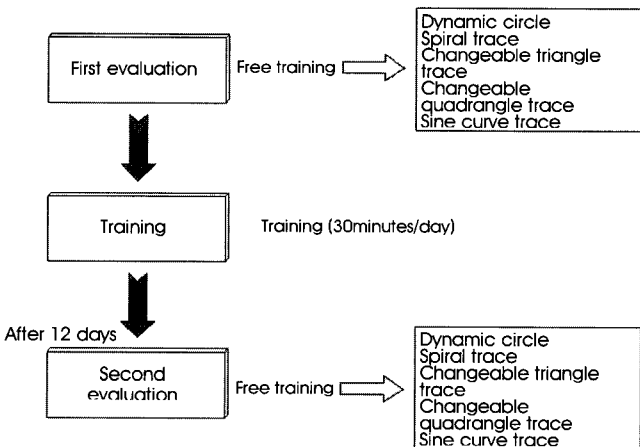 First evaluation
Free training
Dynamic circle
Spiral trace
Changeable triangle
trace
Changeable
quadrangle trace
Sine curve trace
Training
Training (30minutes/day)
After 12 days
Second
evaluation
Free training
Dynamic circle
Spiral trace
Changeable triangle
trace
Changeable
quadrangle trace
Sine curve trace